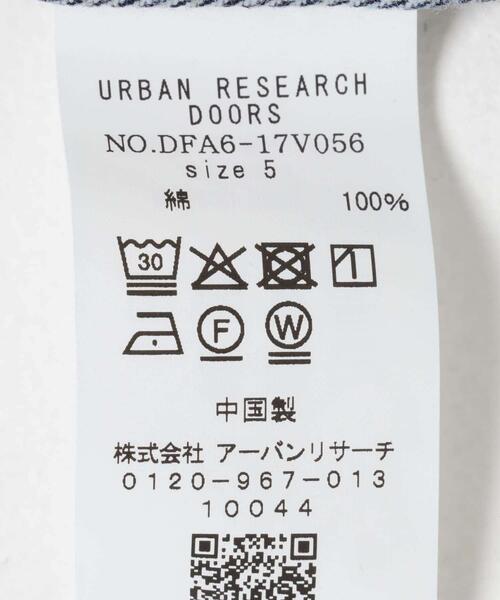 URBAN RESEARCH
DOORS
NO.DFA6-17V056
size 5
綿 100%
30
F W
中国製
株式会社 アーバンリサーチ
0120-967-013
10044